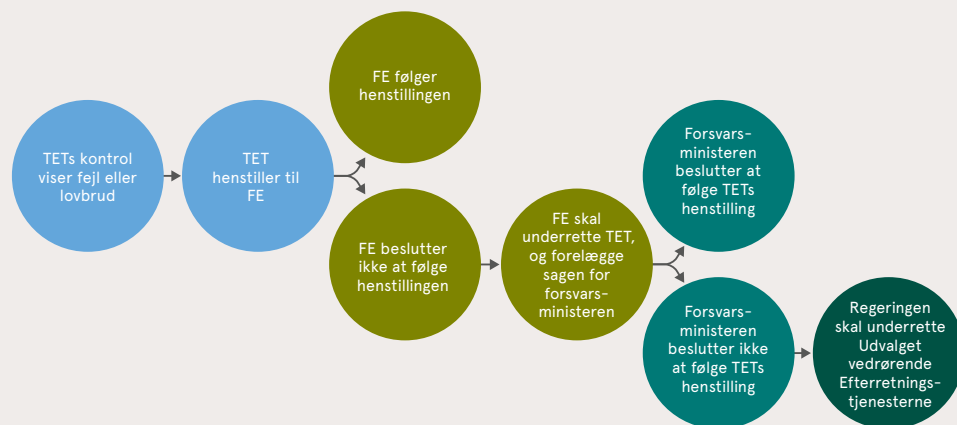 TETs kontrol
viser fejl eller
lovbrud
TET
henstiller til
FE
FE følger
henstillingen
FE beslutter
ikke at følge
henstillingen
FE skal
underrette TET,
og forelægge
sagen for
forsvars-
ministeren
Forsvars-
ministeren
beslutter at
følge TETs
henstilling
Forsvars-
ministeren
beslutter ikke
at følge TETs
henstilling
Regeringen
skal underrette
Udvalget
vedrørende
Efterretnings-
tjenesterne